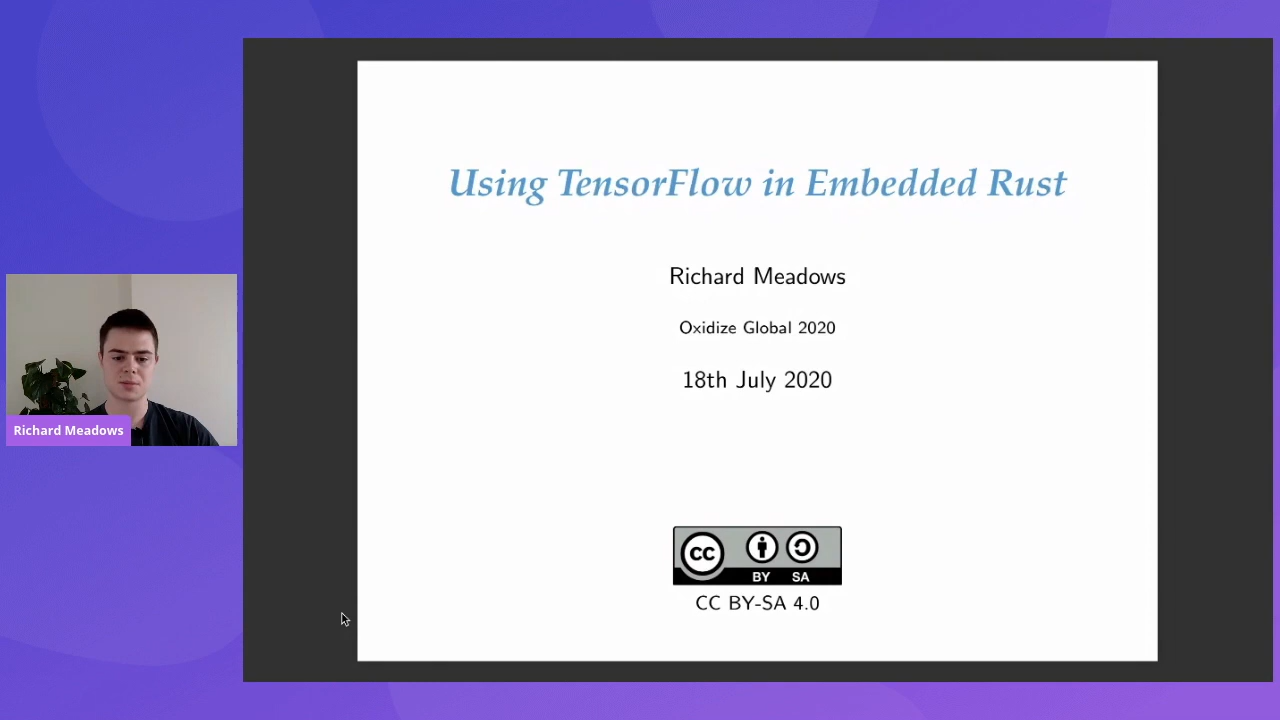 Using TensorFlow in Embedded Rust
Richard Meadows
Oxidize Global 2020
18th July 2020
cc
BY SA
CC BY-SA 4.0
Richard Meadows